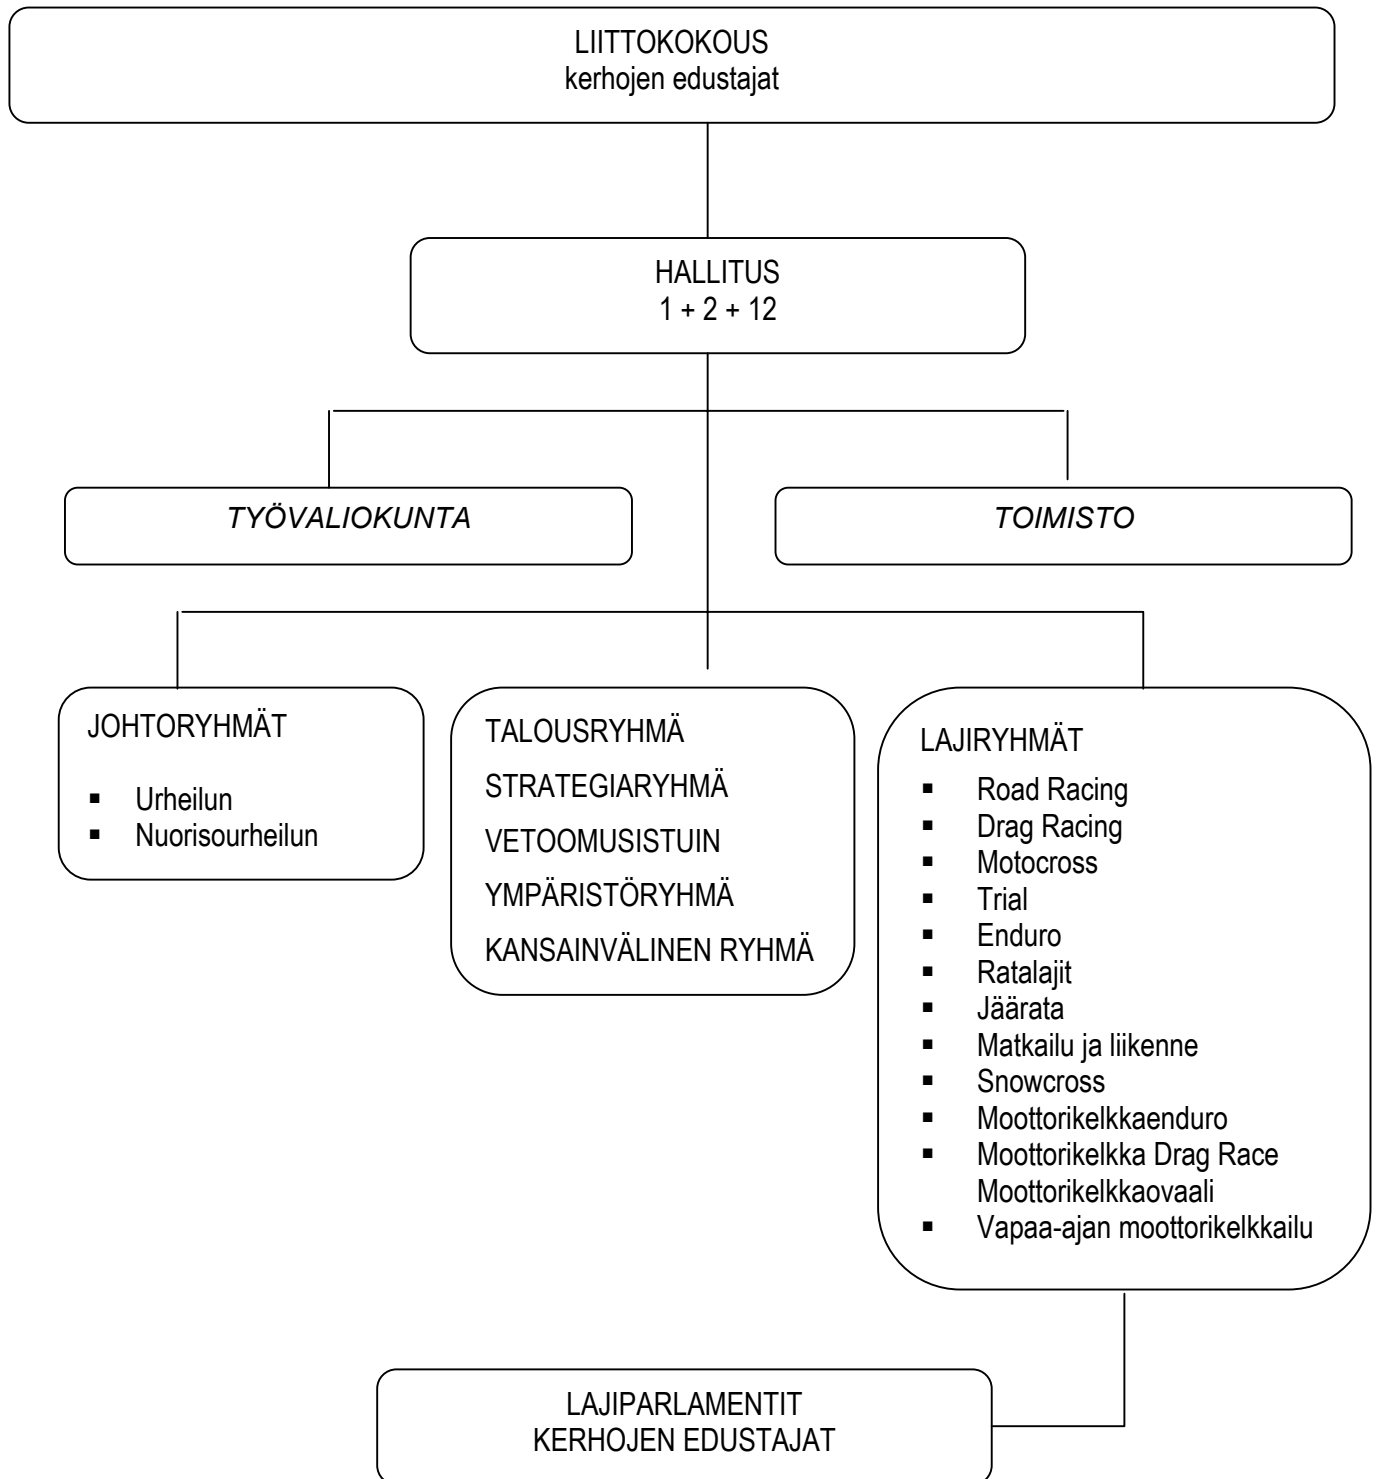 LIITTOKOKOUS
kerhojen edustajat
HALLITUS
1 + 2 + 12
TYÖVALIOKUNTA
TOIMISTO
JOHTORYHMÄT
▪ Urheilun
▪ Nuorisourheilun
TALOUSRYHMÄ
STRATEGIARYHMÄ
VETOOMUSISTUIN
YMPÄRISTÖRYHMÄ
KANSAINVÄLINEN RYHMÄ
LAJIRYHMÄT
▪ Road Racing
▪ Drag Racing
▪ Motocross
▪ Trial
▪ Enduro
▪ Ratalajit
▪ Jäärata
▪ Matkailu ja liikenne
▪ Snowcross
▪ Moottorikelkkaenduro
▪ Moottorikelkka Drag Race
Moottorikelkkaovaali
▪ Vapaa-ajan moottorikelkkailu
LAJIPARLAMENTIT
KERHOJEN EDUSTAJAT